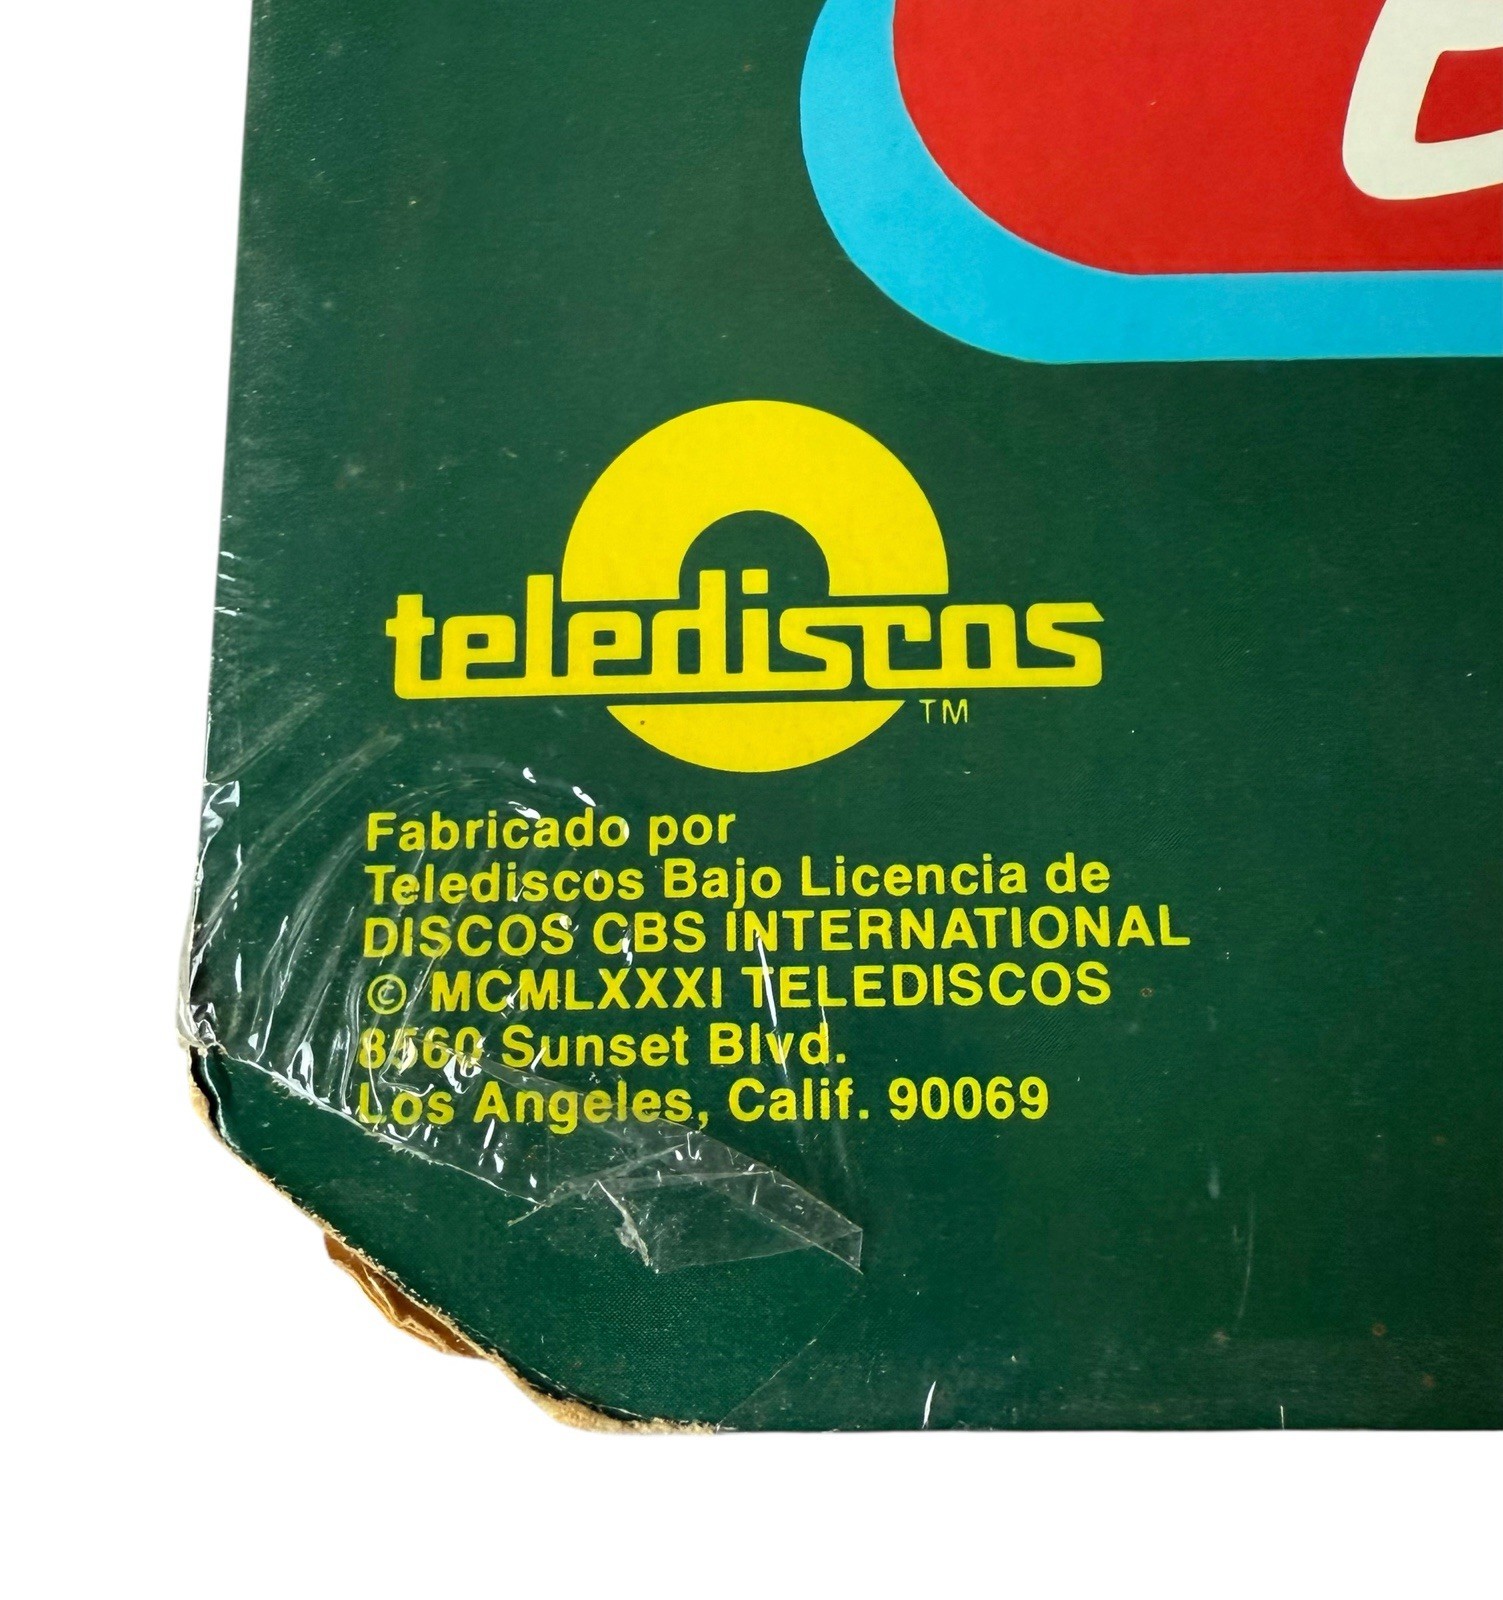 telediscos
TM
Fabricado por
Telediscos Bajo Licencia de
DISCOS CBS INTERNATIONAL
© MCMLXXXI TELEDISCOS
8560 Sunset Blvd.
Los Angeles, Calif. 90069